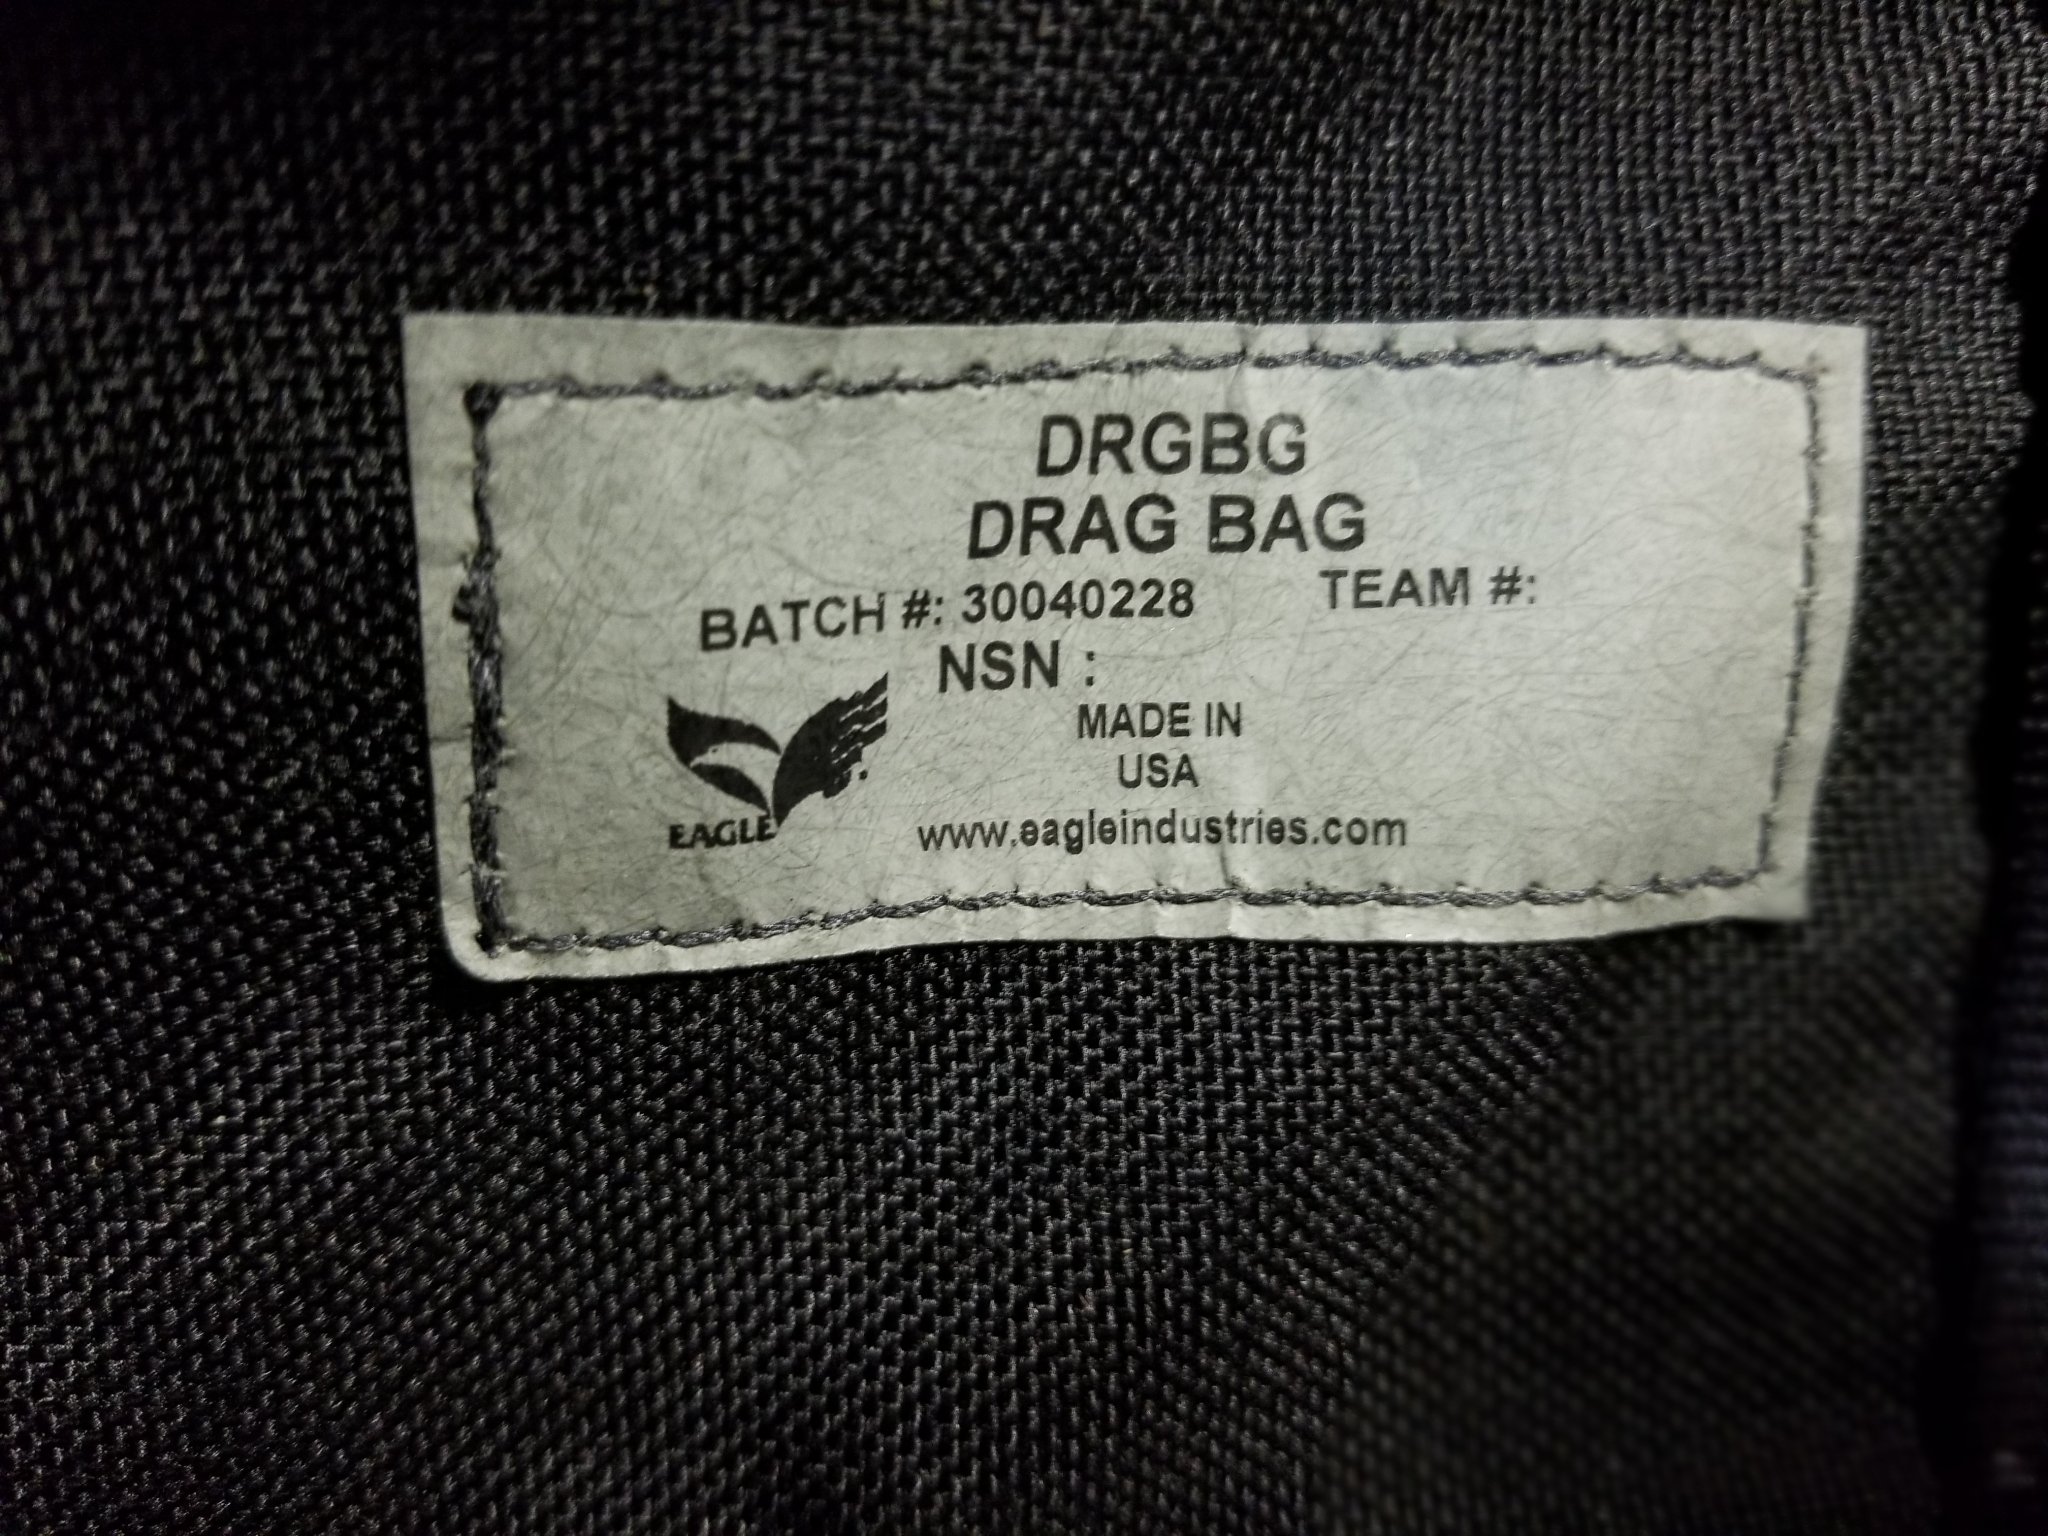 DRGBG
DRAG BAG
BATCH #: 30040228 TEAM #:
NSN :
MADE IN
USA
EAGLE
www.eagleindustries.com